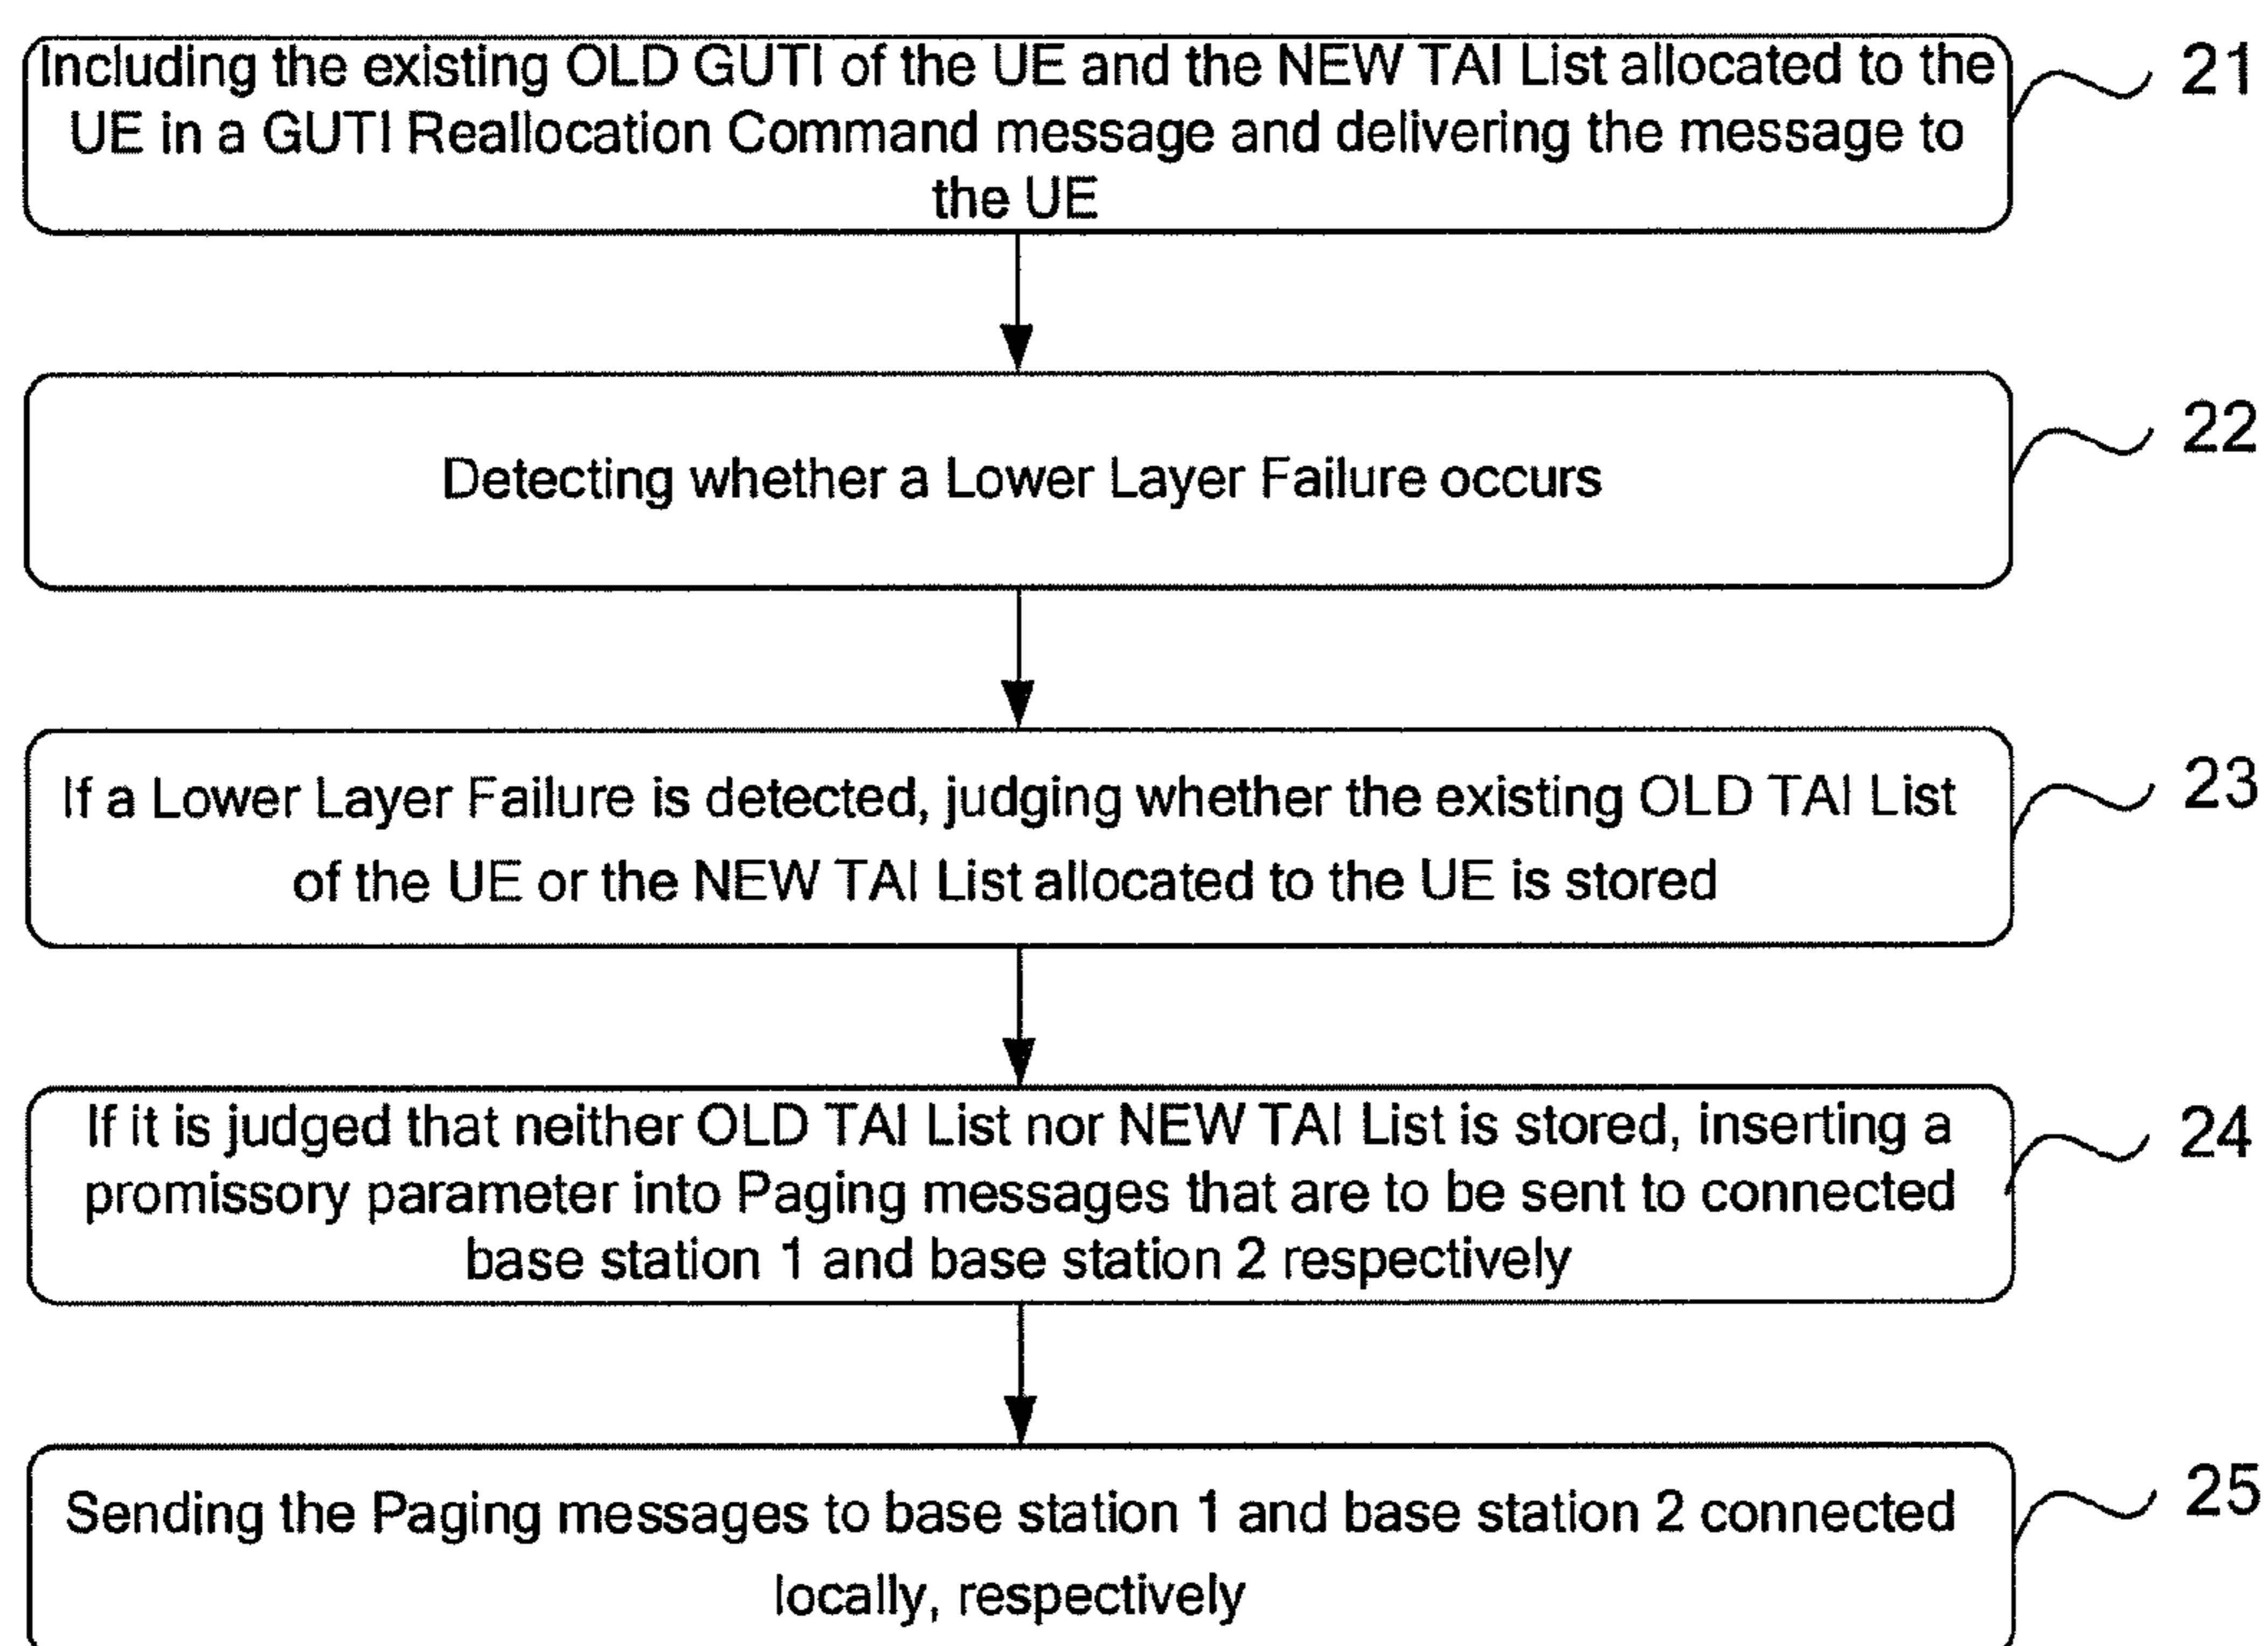 Including the existing OLD GUTI of the UE and the NEW TAI List allocated to the
UE in a GUTI Reallocation Command message and delivering the message to
the UE
21
Detecting whether a Lower Layer Failure occurs
22
If a Lower Layer Failure is detected, judging whether the existing OLD TAI List
of the UE or the NEW TAI List allocated to the UE is stored
23
If it is judged that neither OLD TAI List nor NEW TAI List is stored, inserting a
promissory parameter into Paging messages that are to be sent to connected
base station 1 and base station 2 respectively
24
Sending the Paging messages to base station 1 and base station 2 connected
locally, respectively
25